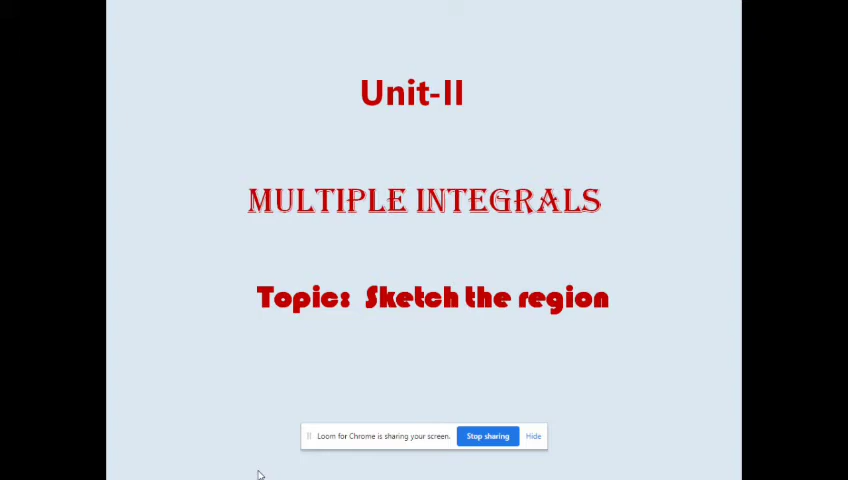 Unit-II
MULTIPLE INTEGRALS
Topic: Sketch the region
Loom for Chrome is sharing your screen. Stop sharing Hide